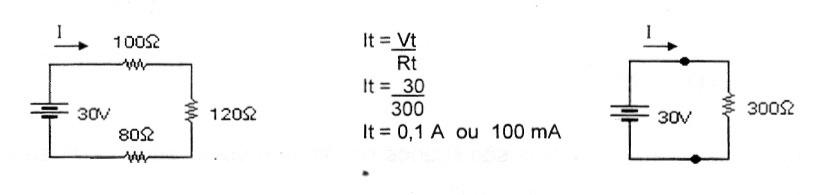 I
100Ω
30V
120Ω
80Ω
It = Vt
Rt
It = 30
300
It = 0,1 A ou 100 mA
I
30V
300Ω